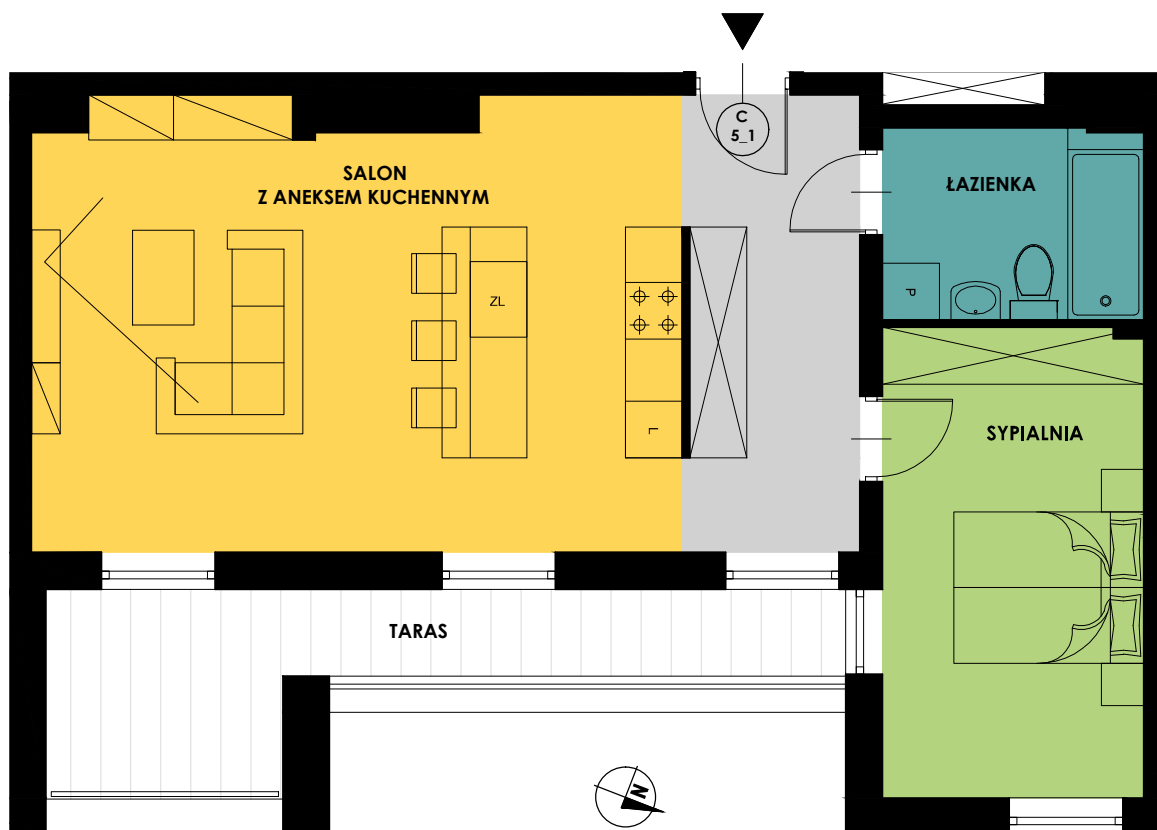 C
5_1
SALON
Z ANEKSEM KUCHENNYM
ŁAZIENKA
ZL
P
L
SYPIALNIA
TARAS
N